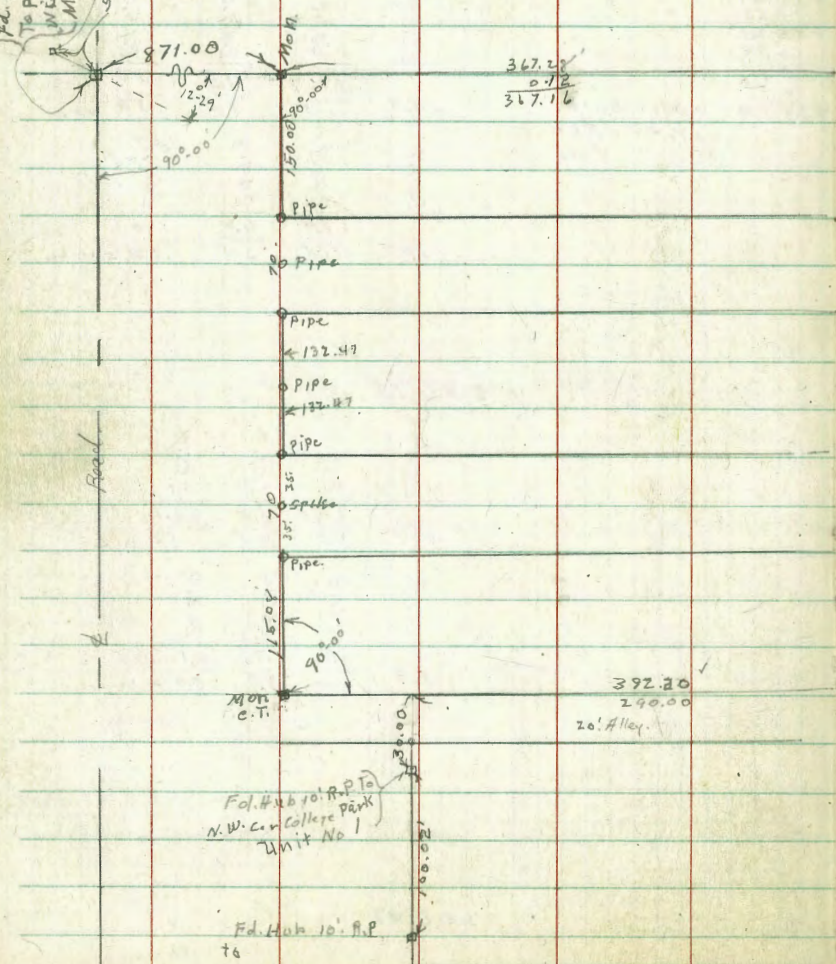 Fd.
To P
871.00
Mon.
12°-29'
90°-00'
90°-00'
150.00'
367.28
0.12
367.16
Pipe
70'
Pipe
Pipe
132.47
Pipe
132.47
Pipe
35'
70
Spike
35'
Pipe
Road
115.00'
90°-00'
Mon
C.T.
392.20
290.00
20' Alley.
30.00
Fd. Hub 10' R.P. To
N.W. Cor College Park
Unit No 1
100.02'
Fd. Hub 10' R.P.
to